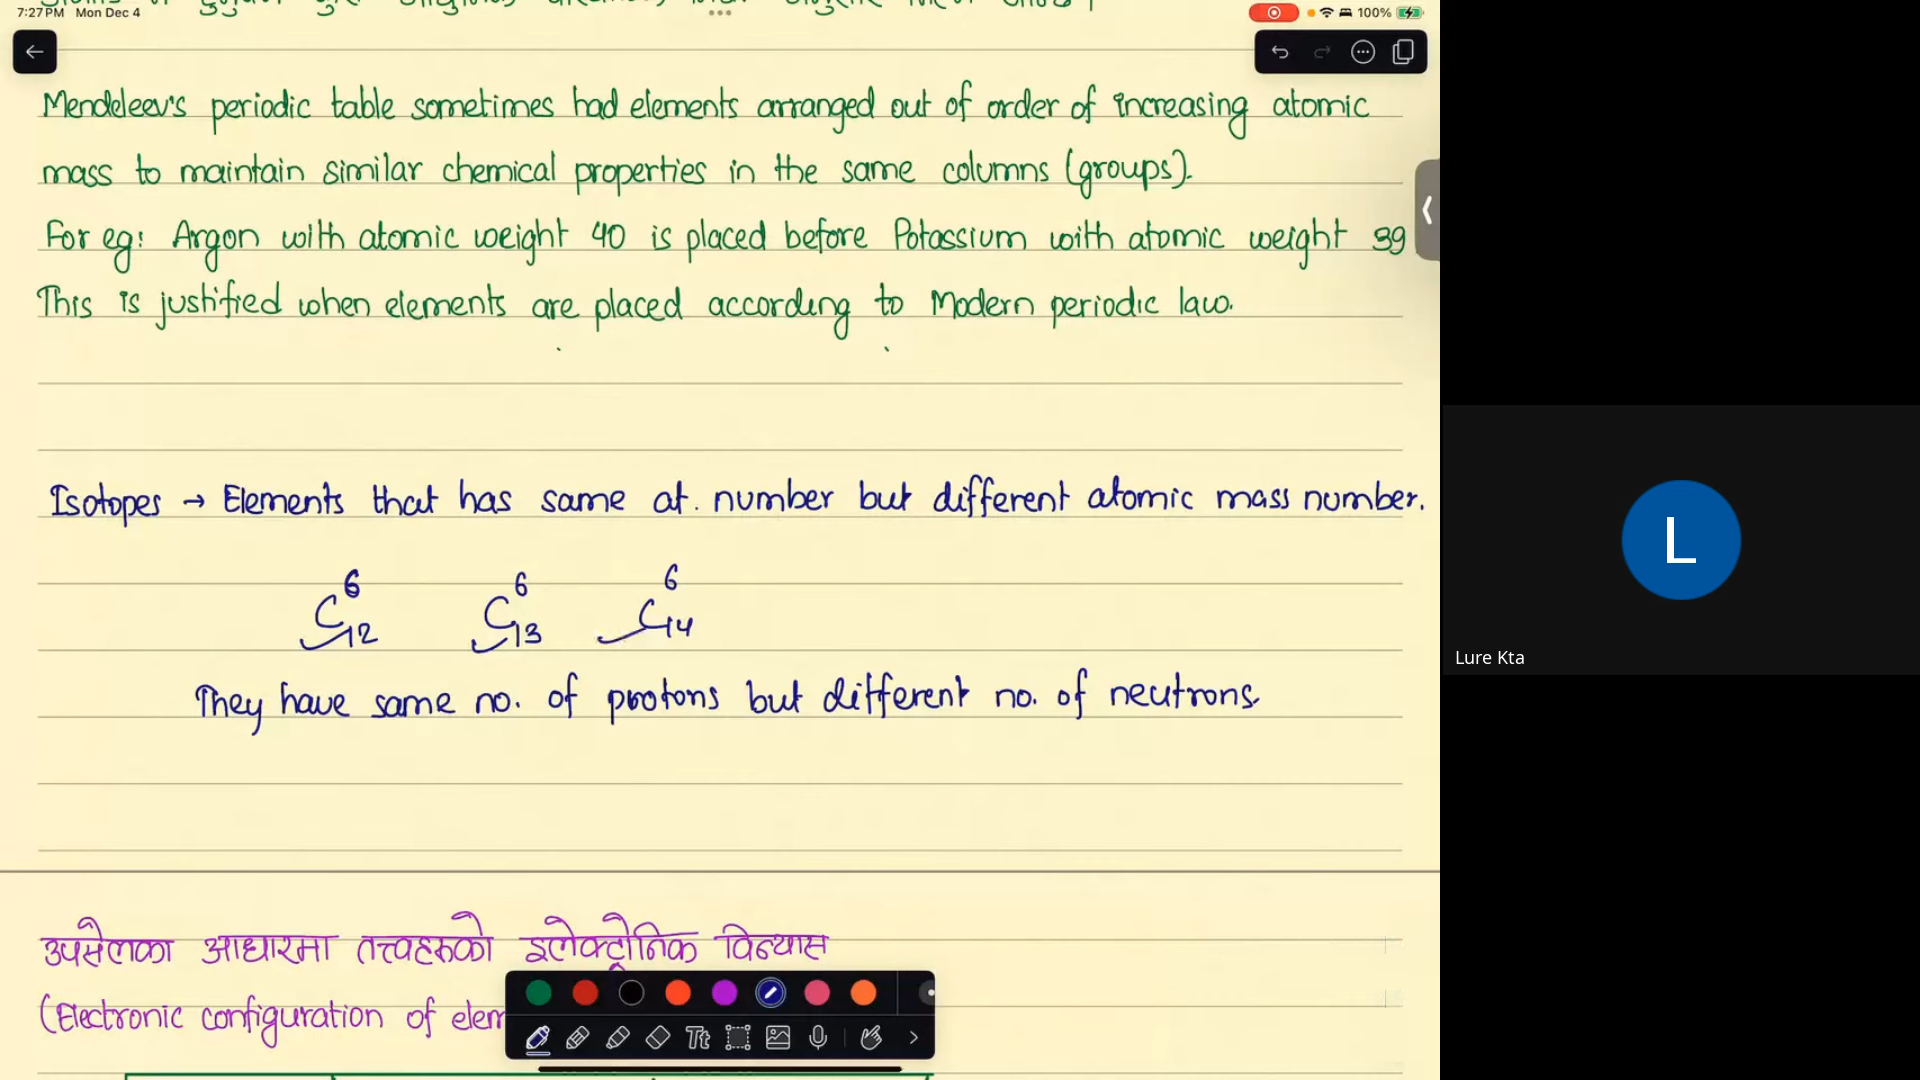 7:27 PM Mon Dec 4
100%
Mendeleev's periodic table sometimes had elements arranged out of order of increasing atomic
mass to maintain similar chemical properties in the same columns (groups).
For eg: Argon with atomic weight 40 is placed before Potassium with atomic weight 39
This is justified when elements are placed according to Modern periodic law.
Isotopes → Elements that has same at. number but different atomic mass number.
C 6 12 C 6 13 C 6 14
They have same no. of protons but different no. of neutrons.
उपसेलका आधारमा तत्त्वहरूको इलेक्ट्रोनिक विन्यास
(Electronic configuration of elem
Tt
L
Lure Kta